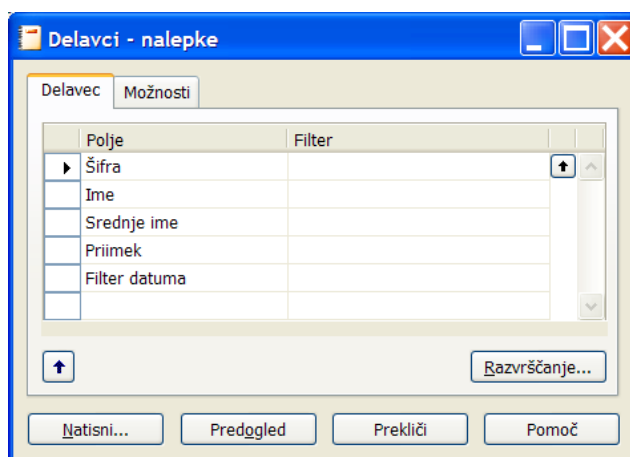 Delavci - nalepke
Delavec Možnosti
Polje Filter
Šifra
Ime
Srednje ime
Priimek
Filter datuma
Razvrščanje...
Natisni... Predogled Prekliči Pomoč